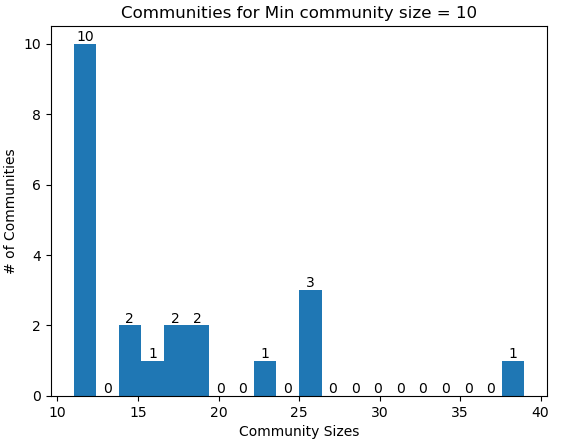 Communities for Min community size = 10
# of Communities
10
8
6
4
2
0
10 0 2 1 2 2 0 0 1 0 3 0 0 0 0 0 0 0 0 1
10 15 20 25 30 35 40
Community Sizes